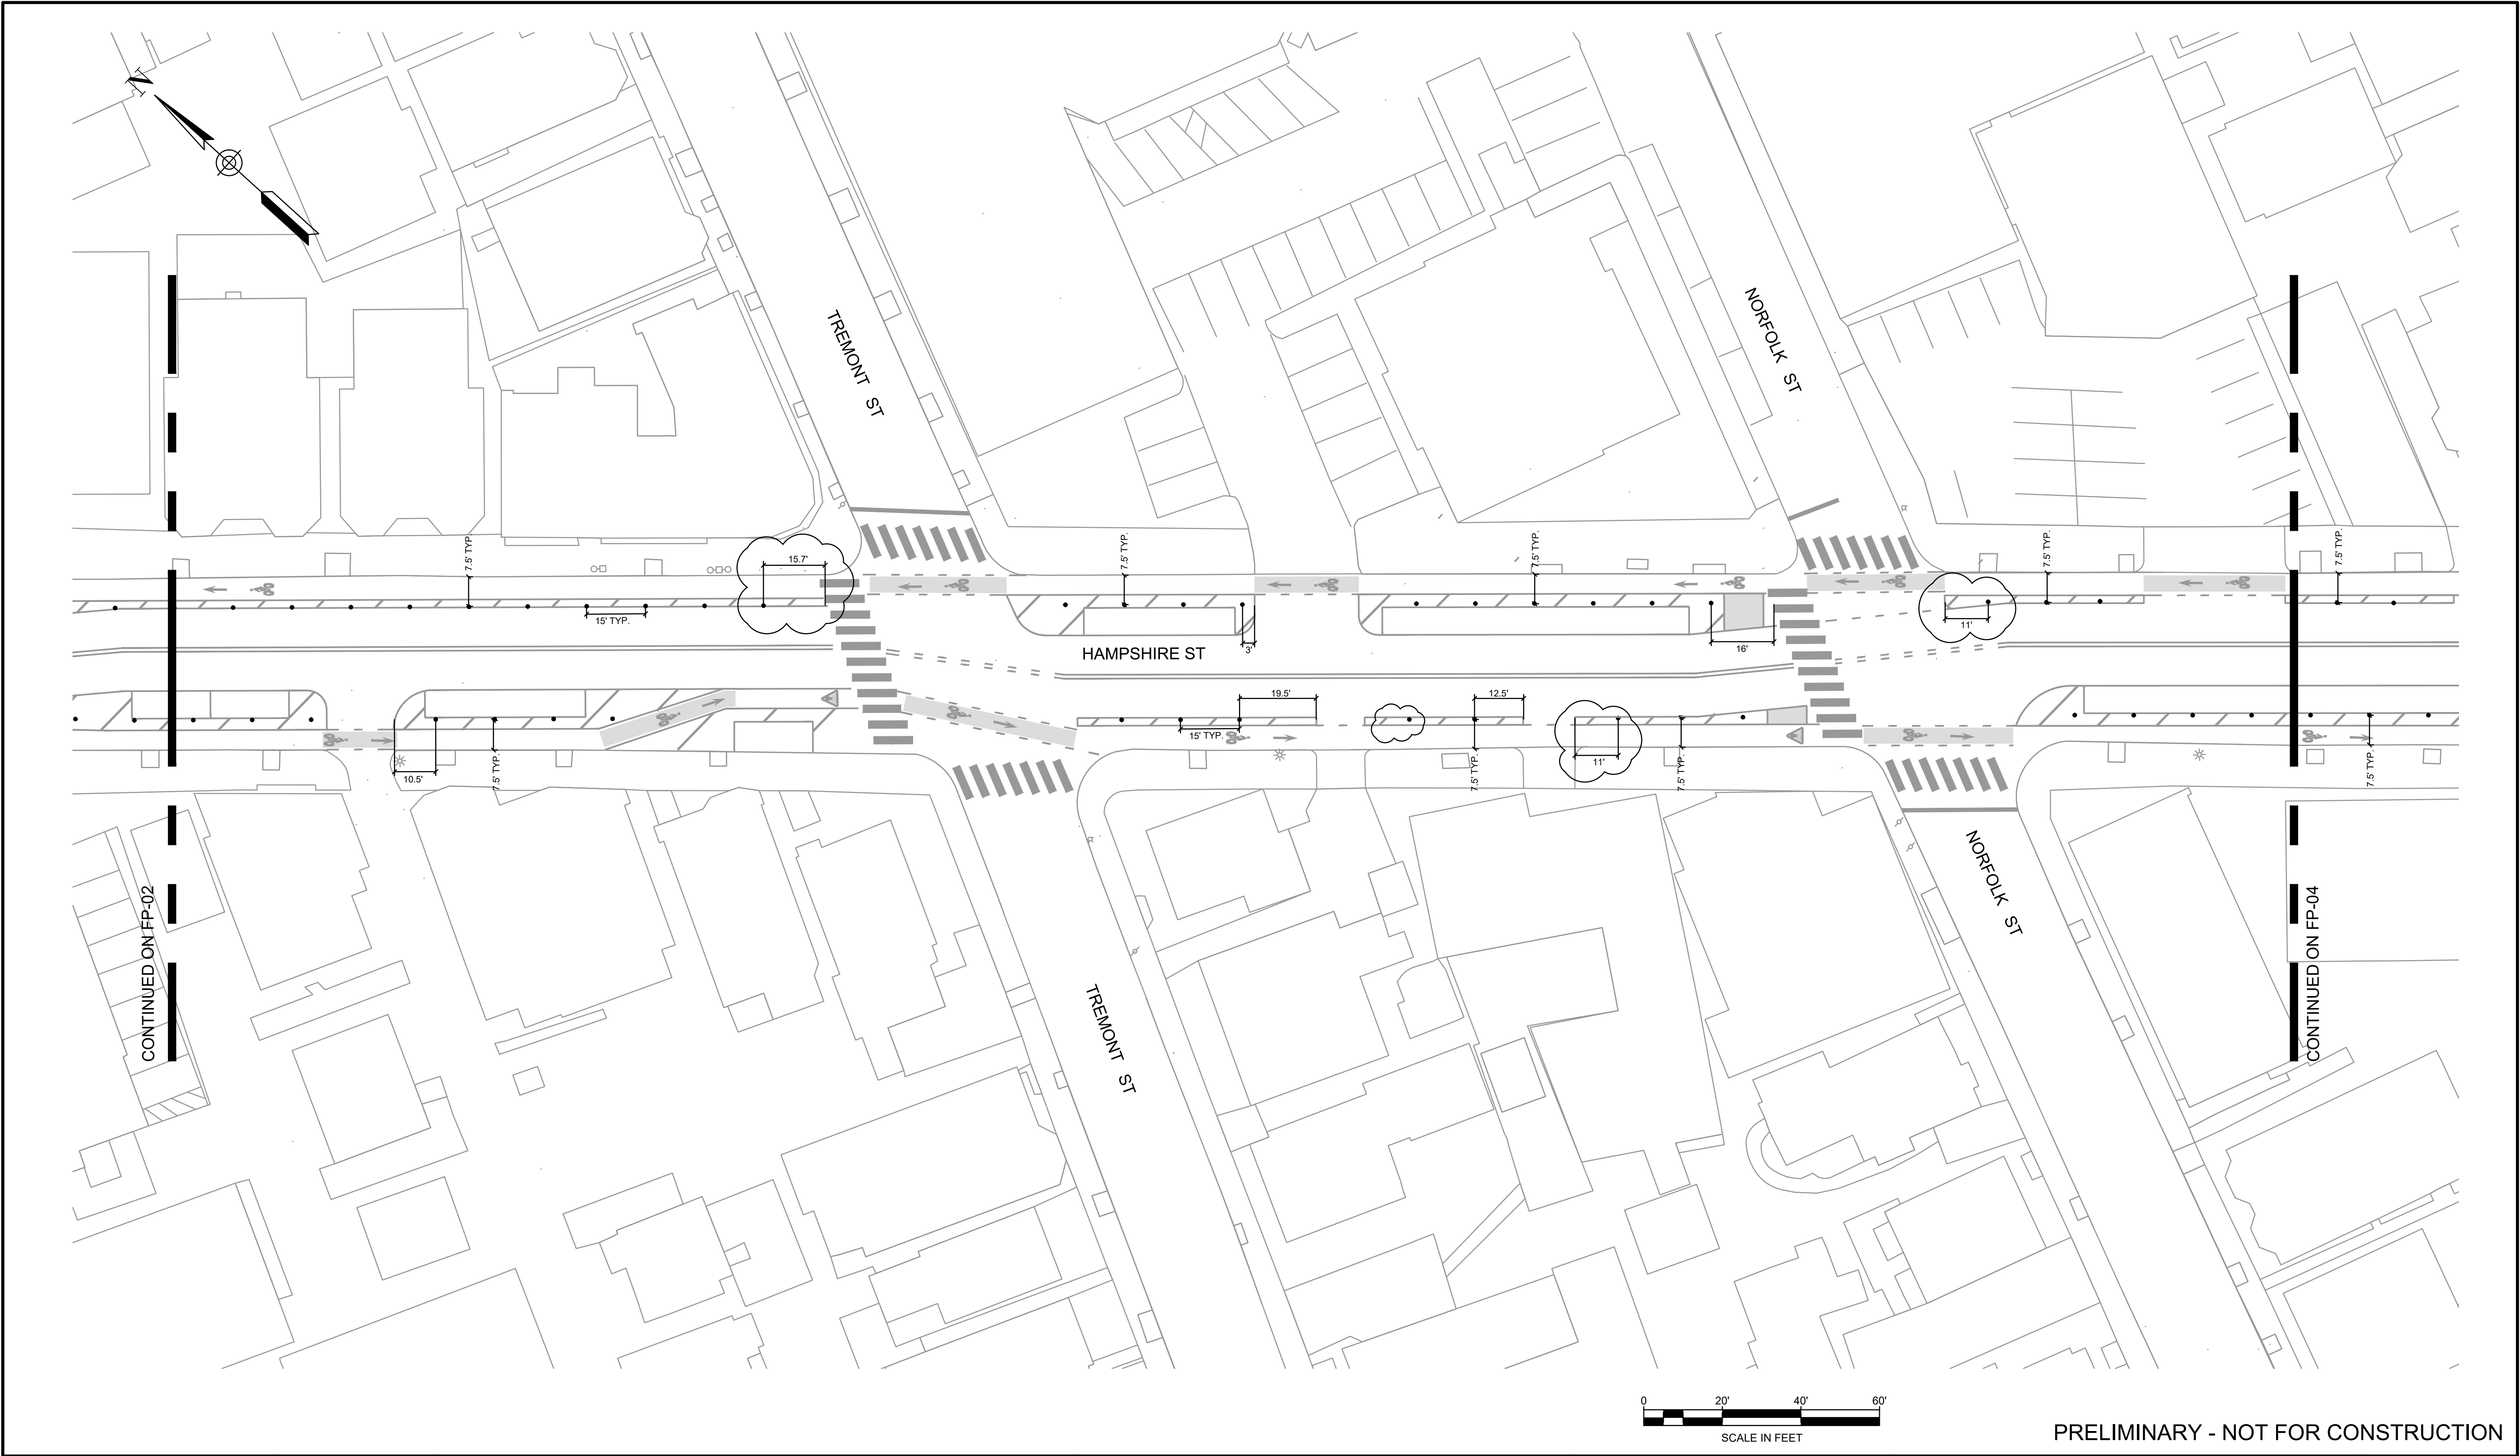 N
TREMONT ST
NORFOLK ST
7.5' TYP.
15.7'
7.5' TYP.
7.5' TYP.
7.5' TYP.
7.5' TYP.
15' TYP.
11'
HAMPSHIRE ST
3'
16'
19.5'
12.5'
15' TYP.
10.5'
7.5' TYP.
7.5' TYP.
11'
7.5' TYP.
7.5' TYP.
CONTINUED ON FP-02
TREMONT ST
NORFOLK ST
CONTINUED ON FP-04
0 20' 40' 60'
SCALE IN FEET
PRELIMINARY - NOT FOR CONSTRUCTION